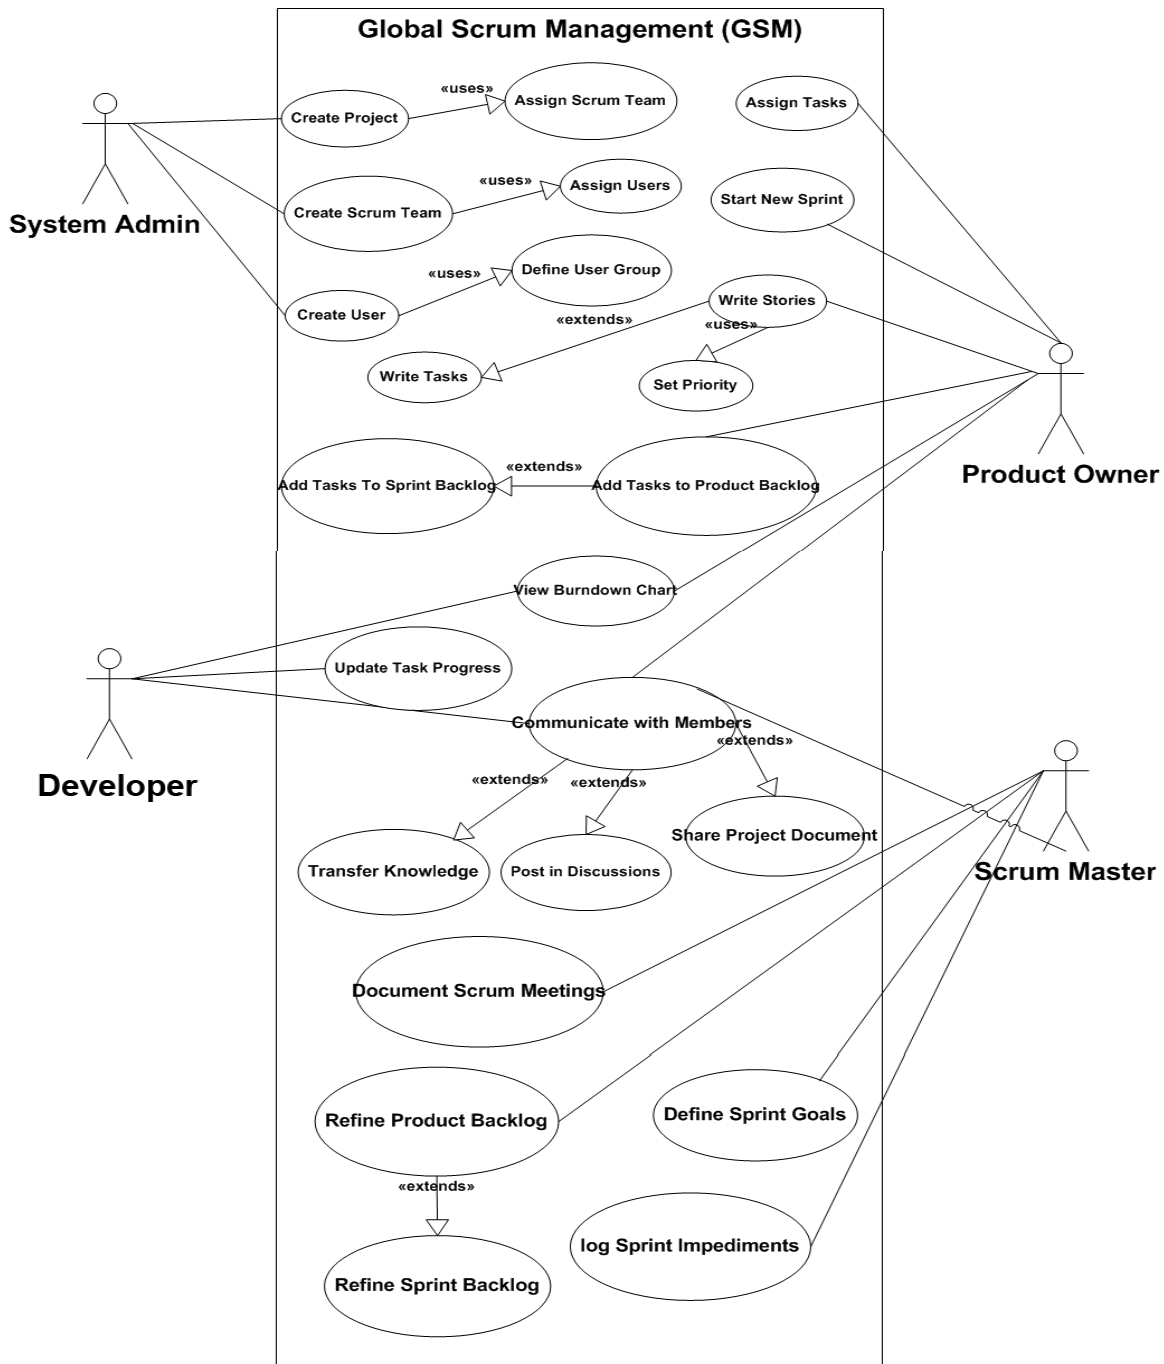 Global Scrum Management (GSM)
«uses»
Assign Scrum Team
Assign Tasks
Create Project
System Admin
«uses»
Assign Users
Start New Sprint
Create Scrum Team
«uses»
Define User Group
Create User
Write Stories
«extends»
«uses»
Write Tasks
Set Priority
Product Owner
«extends»
Add Tasks To Sprint Backlog
Add Tasks to Product Backlog
View Burndown Chart
Update Task Progress
Developer
Communicate with Members
«extends»
«extends»
«extends»
Share Project Document
Transfer Knowledge
Post in Discussions
Scrum Master
Document Scrum Meetings
Refine Product Backlog
Define Sprint Goals
«extends»
log Sprint Impediments
Refine Sprint Backlog